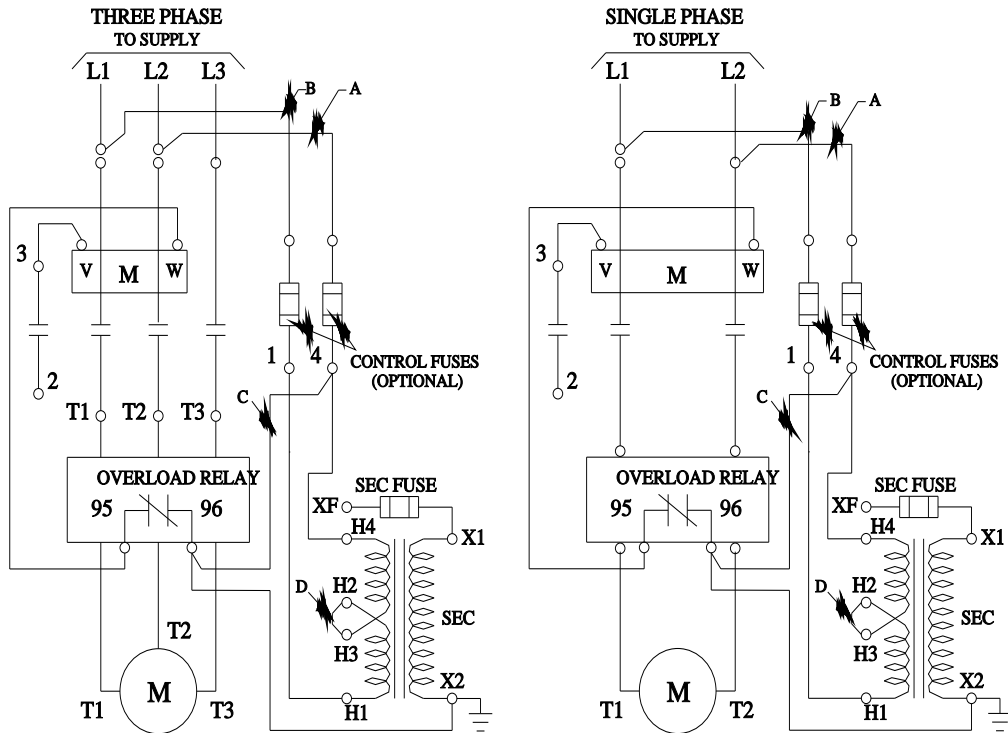 THREE PHASE
TO SUPPLY
L1 L2 L3
B
A
3
V M W
1 4
CONTROL FUSES
(OPTIONAL)
2
C
T1 T2 T3
OVERLOAD RELAY
95 96
SEC FUSE
XF
H4
X1
D
H2
H3
SEC
T2
M
T1 T3
X2
H1
SINGLE PHASE
TO SUPPLY
L1 L2
B
A
3
V M W
1 4
CONTROL FUSES
(OPTIONAL)
2
C
OVERLOAD RELAY
95 96
SEC FUSE
XF
H4
X1
D
H2
H3
SEC
M
T1 T2
X2
H1